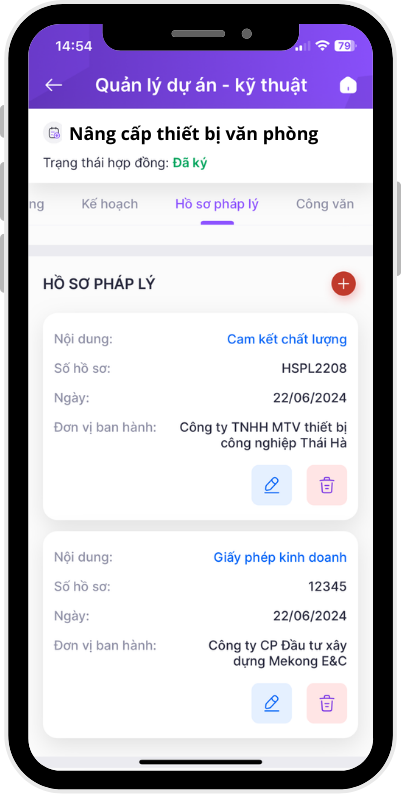 14:54
79
Quản lý dự án - kỹ thuật
Nâng cấp thiết bị văn phòng
Trạng thái hợp đồng: Đã ký
ng Kế hoạch Hồ sơ pháp lý Công văn
HỒ SƠ PHÁP LÝ
Nội dung: Cam kết chất lượng
Số hồ sơ: HSPL2208
Ngày: 22/06/2024
Đơn vị ban hành: Công ty TNHH MTV thiết bị
công nghiệp Thái Hà
Nội dung: Giấy phép kinh doanh
Số hồ sơ: 12345
Ngày: 22/06/2024
Đơn vị ban hành: Công ty CP Đầu tư xây
dựng Mekong E&C